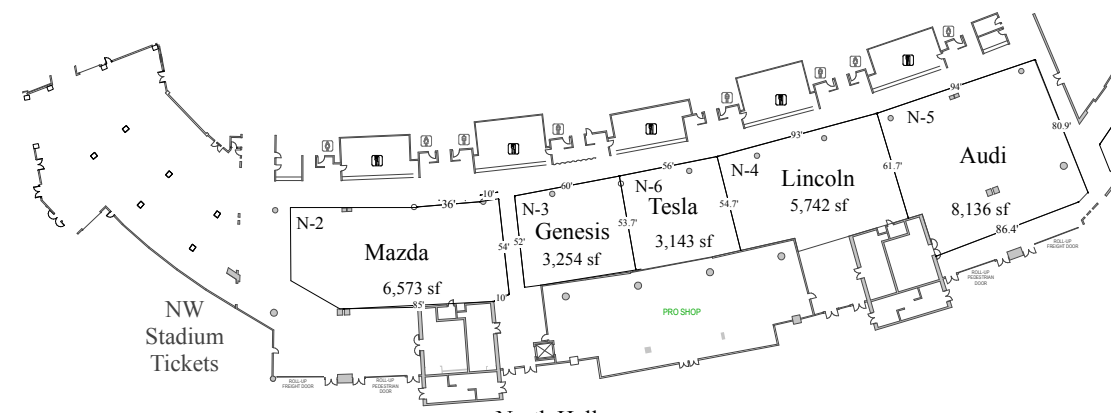 94'
N-5
80.9'
93'
Audi
56'
N-4
61.7'
60'
N-6
Lincoln
-10'
N-3
Tesla
54.7'
5,742 sf
8,136 sf
36'
N-2
Genesis
53.7'
86.4'
Mazda
54'
52'
3,143 sf
ROLL-UP
FREIGHT DOOR
3,254 sf
ROLL-UP
PEDESTRIAN
DOOR
6,573 sf
85'
10'
PRO SHOP
NW
Stadium
Tickets
ROLL-UP
FREIGHT DOOR
ROLL-UP
PEDESTRIAN
DOOR